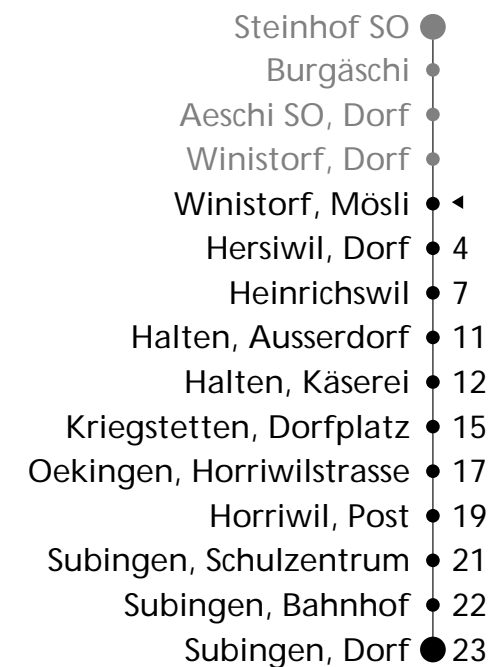 Steinhof SO
Burgäschi
Aeschi SO, Dorf
Winistorf, Dorf
Winistorf, Mösli
Hersiwil, Dorf 4
Heinrichswil 7
Halten, Ausserdorf 11
Halten, Käserei 12
Kriegstetten, Dorfplatz 15
Oekingen, Horriwilstrasse 17
Horriwil, Post 19
Subingen, Schulzentrum 21
Subingen, Bahnhof 22
Subingen, Dorf 23